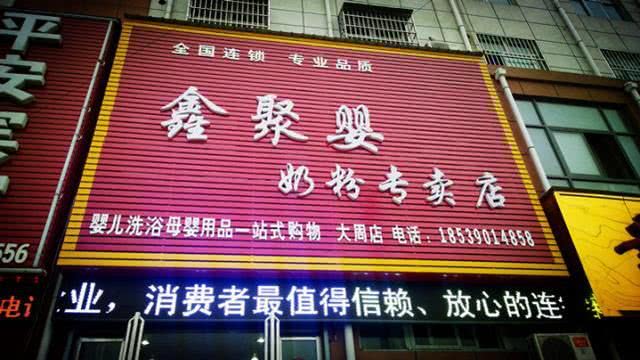 全国连锁 专业品质
鑫聚婴
奶粉专卖店
婴儿洗浴母婴用品一站式购物 大周店 电话:18539014858
业,消费者最值得信赖、放心的连
平安
556
电话